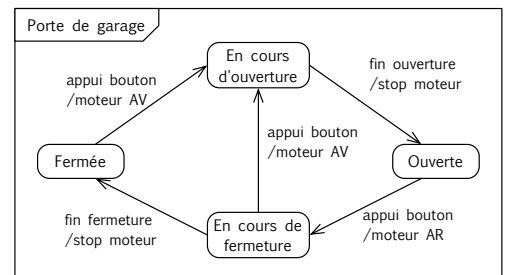 Porte de garage
En cours
d'ouverture
fin ouverture
/stop moteur
appui bouton
/moteur AV
appui bouton
/moteur AV
Fermée
Ouverte
fin fermeture
/stop moteur
En cours de
fermeture
appui bouton
/moteur AR